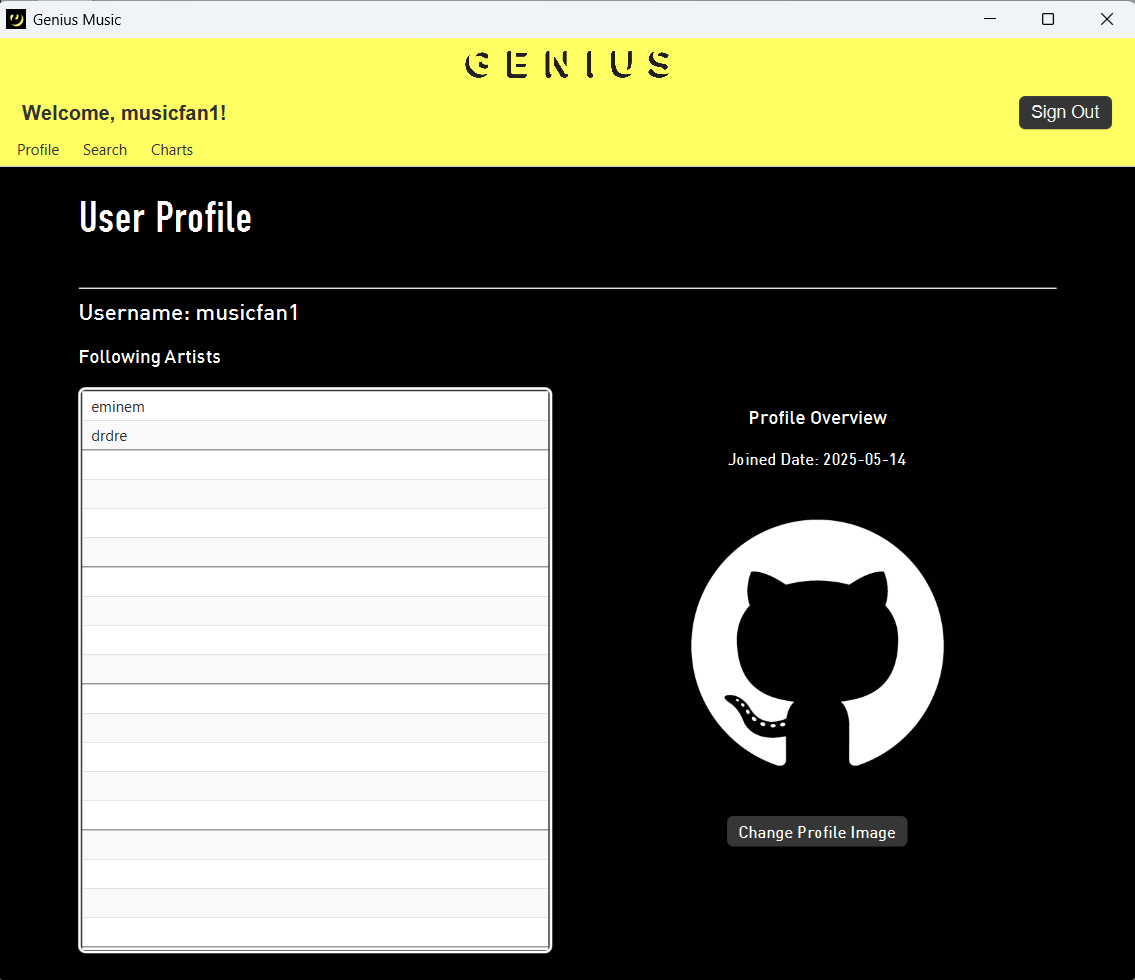 Genius Music
GENIUS
Welcome, musicfan1!
Sign Out
Profile Search Charts
User Profile
Username: musicfan1
Following Artists
eminem
drdre
Profile Overview
Joined Date: 2025-05-14
Change Profile Image